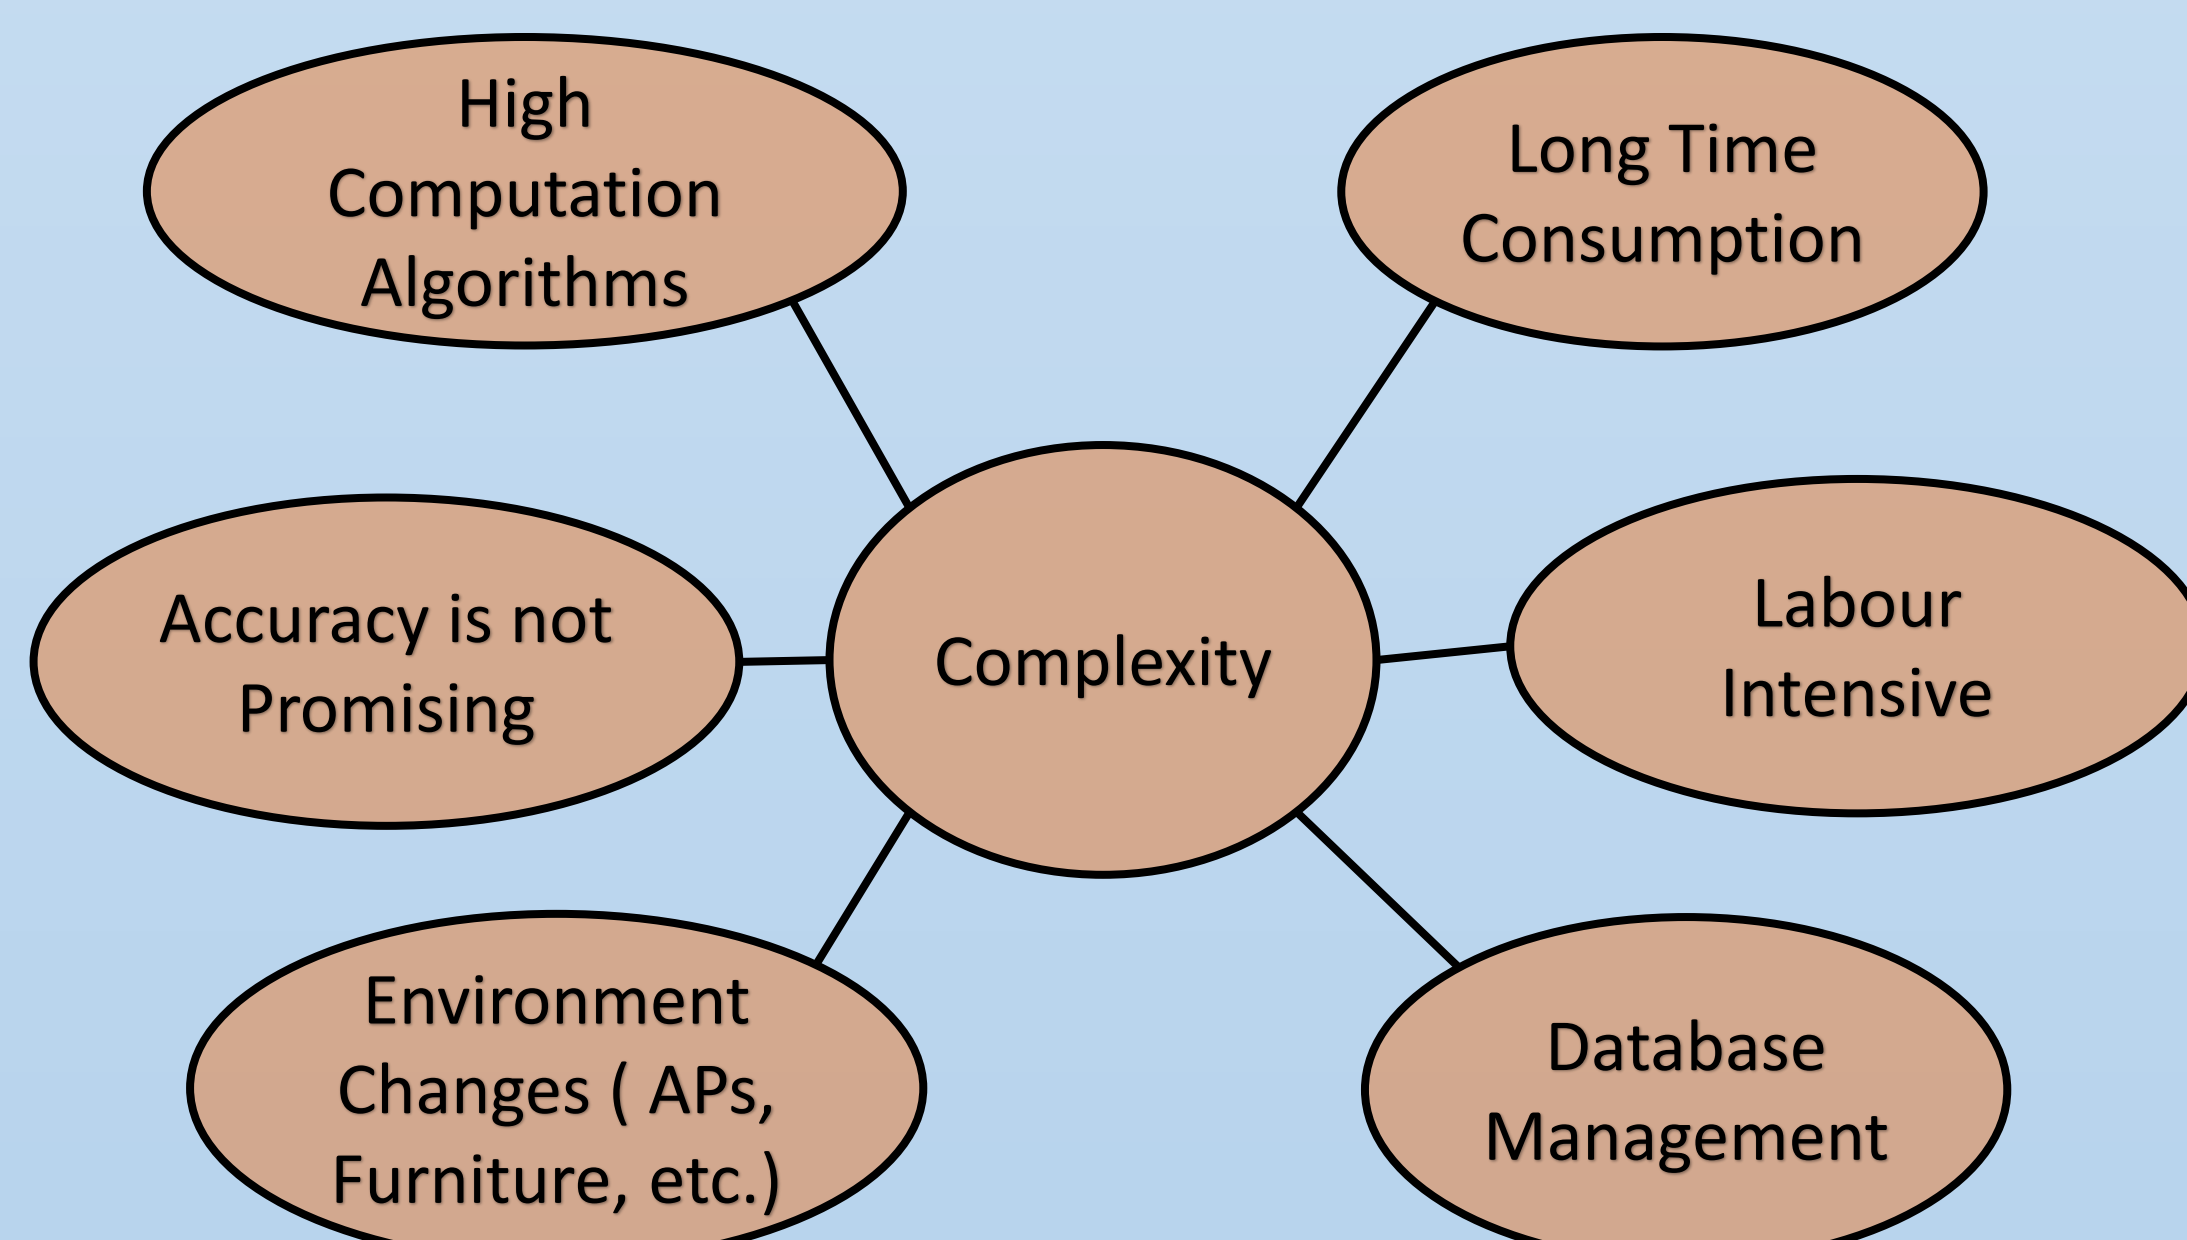 High
Computation
Algorithms
Long Time
Consumption
Accuracy is not
Promising
Complexity
Labour
Intensive
Environment
Changes ( APs,
Furniture, etc.)
Database
Management